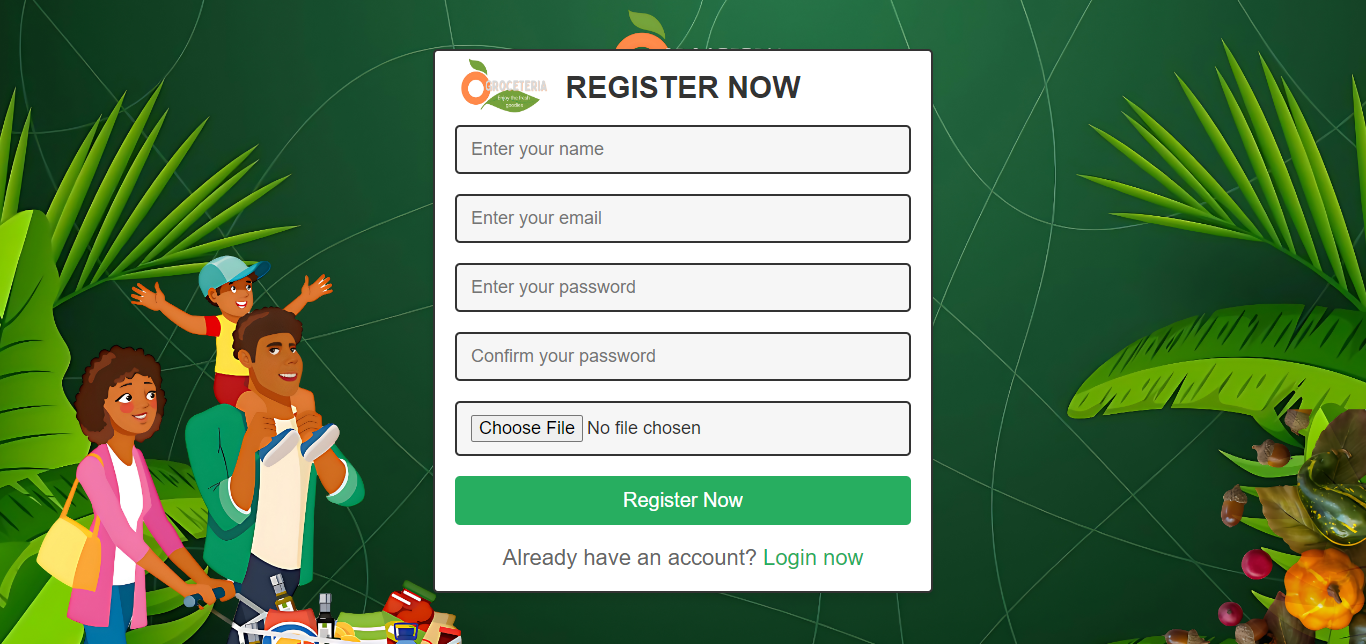 GROCETERIA
Enjoy the fresh
goodies
REGISTER NOW
Enter your name
Enter your email
Enter your password
Confirm your password
Choose File No file chosen
Register Now
Already have an account? Login now